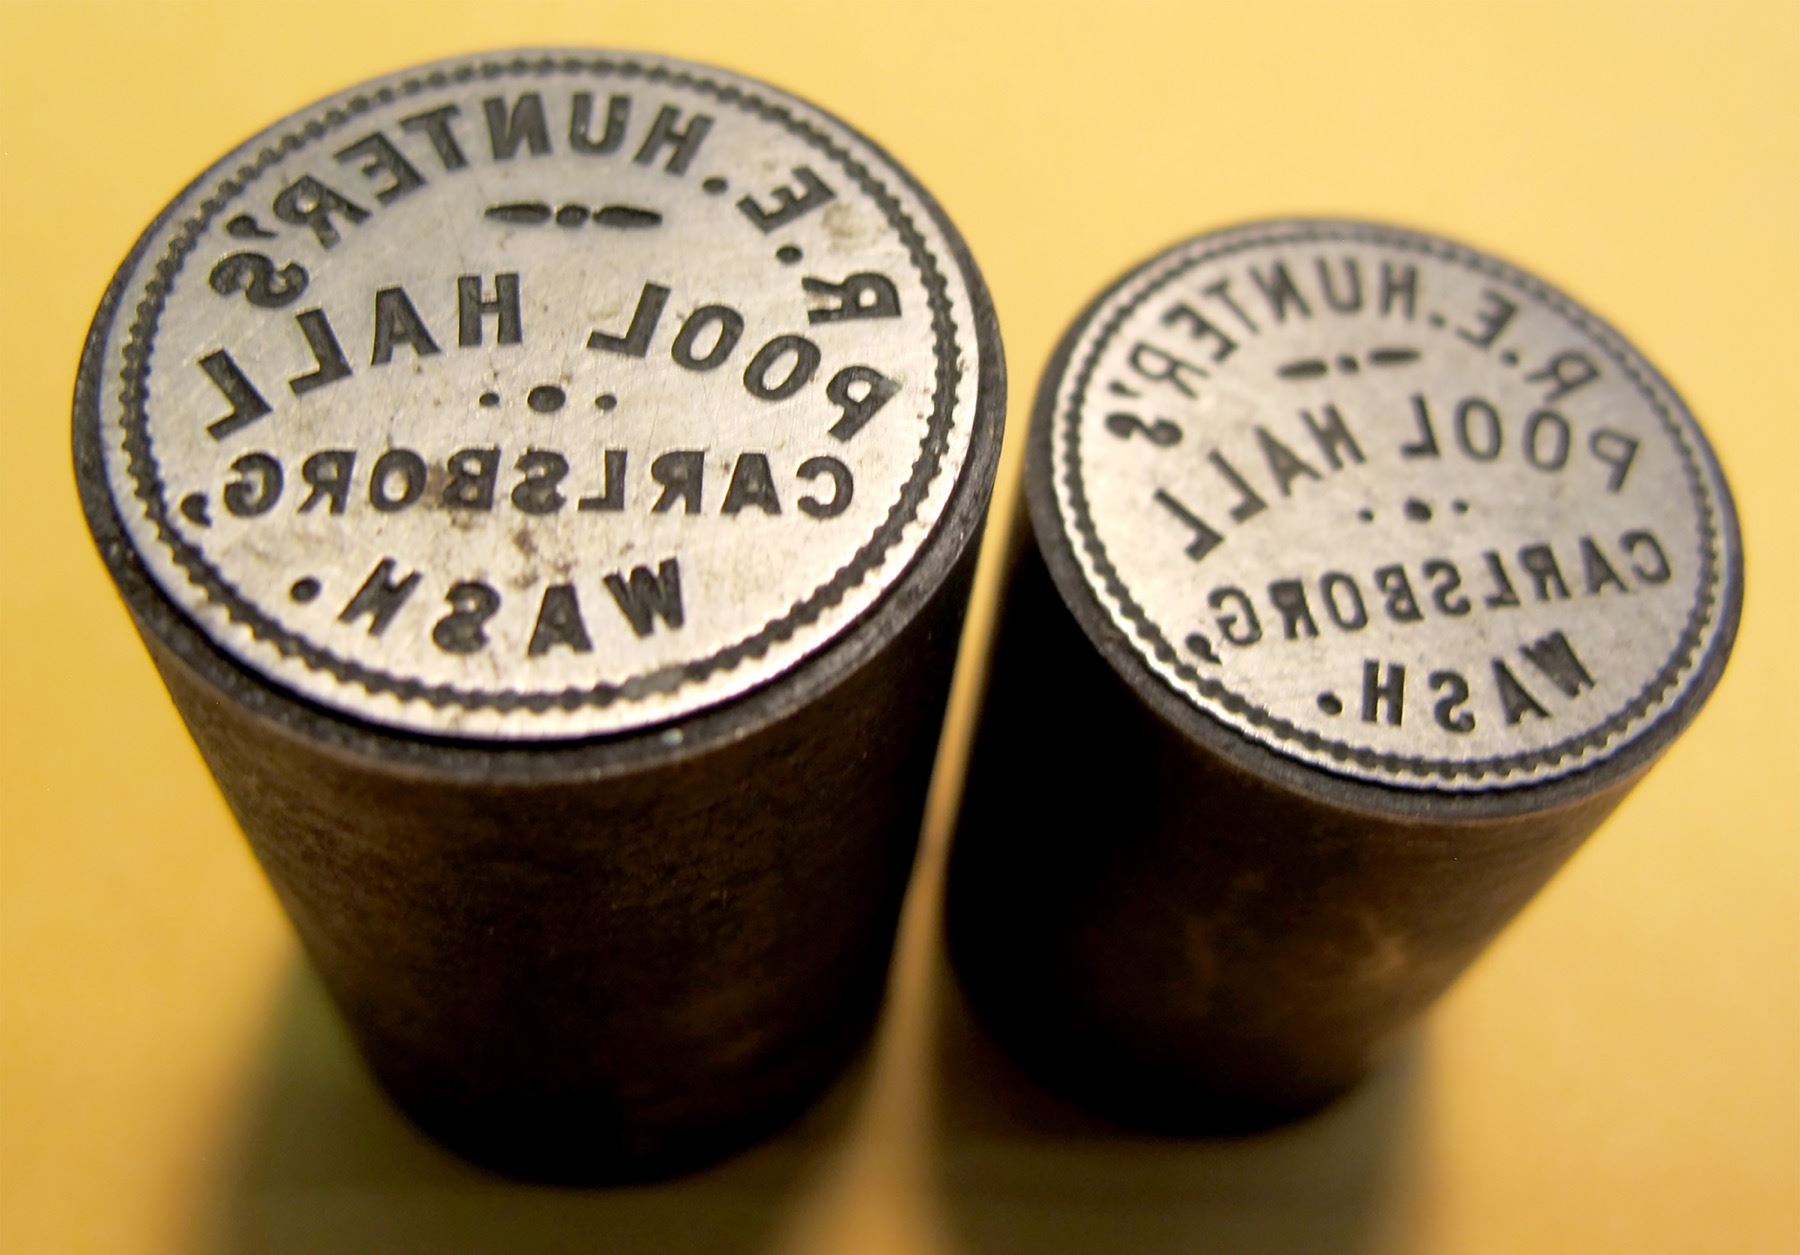 R.E.HUNTER'S
POOL HALL
CARLSBORG,
WASH.
R.E.HUNTER'S
POOL HALL
CARLSBORG,
WASH.